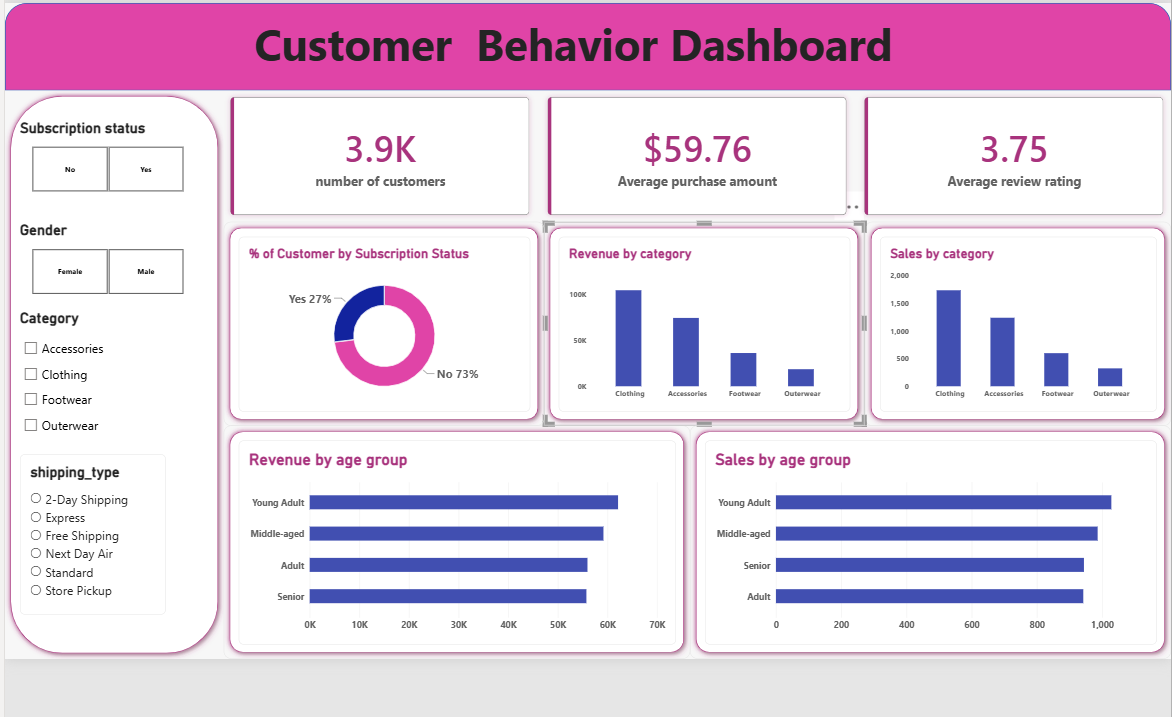 Customer Behavior Dashboard
Subscription status
No Yes
Gender
Female Male
Category
Accessories
Clothing
Footwear
Outerwear
shipping_type
2-Day Shipping
Express
Free Shipping
Next Day Air
Standard
Store Pickup
3.9K
number of customers
$59.76
Average purchase amount
3.75
Average review rating
% of Customer by Subscription Status
Yes 27%
No 73%
Revenue by category
100K
50K
0K
Clothing Accessories Footwear Outerwear
Sales by category
2,000
1,500
1,000
500
0
Clothing Accessories Footwear Outerwear
Revenue by age group
Young Adult
Middle-aged
Adult
Senior
0K 10K 20K 30K 40K 50K 60K 70K
Sales by age group
Young Adult
Middle-aged
Senior
Adult
0 200 400 600 800 1,000